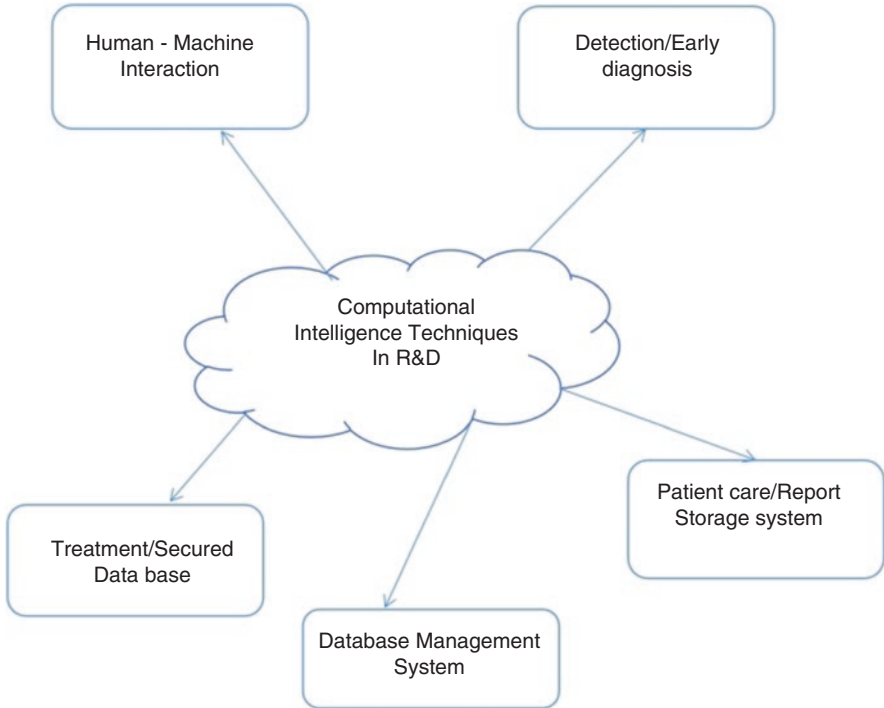 Human - Machine
Interaction
Detection/Early
diagnosis
Computational
Intelligence Techniques
In R&D
Patient care/Report
Storage system
Treatment/Secured
Data base
Database Management
System